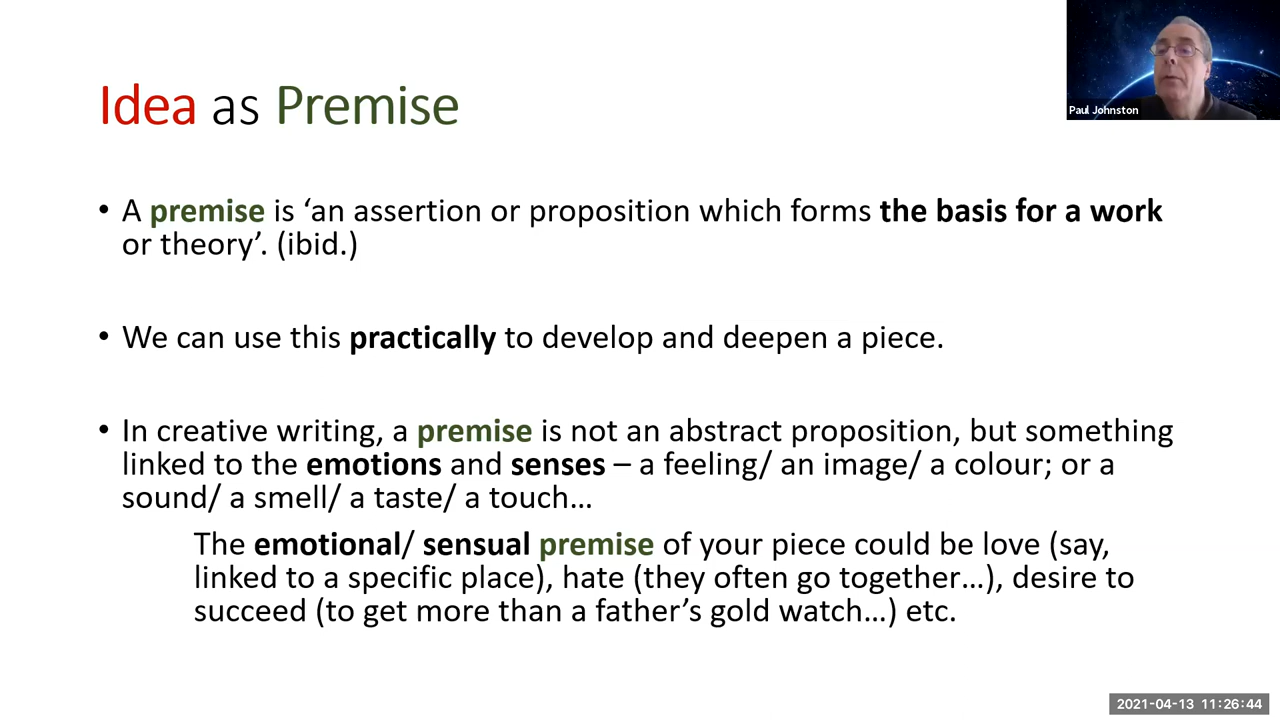 Idea as Premise
Paul Johnston
• A premise is ‘an assertion or proposition which forms the basis for a work
or theory’. (ibid.)
• We can use this practically to develop and deepen a piece.
• In creative writing, a premise is not an abstract proposition, but something
linked to the emotions and senses – a feeling/ an image/ a colour; or a
sound/ a smell/ a taste/ a touch…
The emotional/ sensual premise of your piece could be love (say,
linked to a specific place), hate (they often go together…), desire to
succeed (to get more than a father’s gold watch…) etc.
2021-04-13 11:26:44